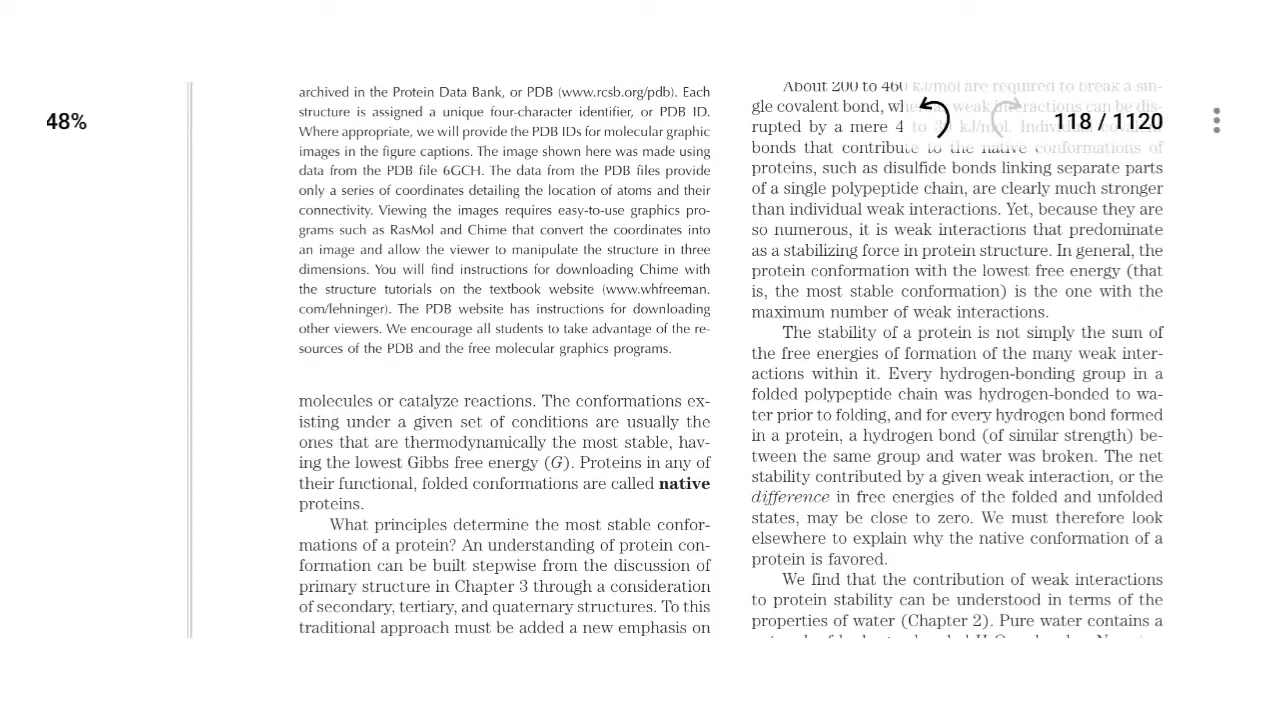 48%
118 / 1120
archived in the Protein Data Bank, or PDB (www.rcsb.org/pdb). Each
structure is assigned a unique four-character identifier, or PDB ID.
Where appropriate, we will provide the PDB IDs for molecular graphic
images in the figure captions. The image shown here was made using
data from the PDB file 6GCH. The data from the PDB files provide
only a series of coordinates detailing the location of atoms and their
connectivity. Viewing the images requires easy-to-use graphics pro-
grams such as RasMol and Chime that convert the coordinates into
an image and allow the viewer to manipulate the structure in three
dimensions. You will find instructions for downloading Chime with
the structure tutorials on the textbook website (www.whfreeman.
com/lehninger). The PDB website has instructions for downloading
other viewers. We encourage all students to take advantage of the re-
sources of the PDB and the free molecular graphics programs.
molecules or catalyze reactions. The conformations ex-
isting under a given set of conditions are usually the
ones that are thermodynamically the most stable, hav-
ing the lowest Gibbs free energy (G). Proteins in any of
their functional, folded conformations are called native
proteins.
What principles determine the most stable confor-
mations of a protein? An understanding of protein con-
formation can be built stepwise from the discussion of
primary structure in Chapter 3 through a consideration
of secondary, tertiary, and quaternary structures. To this
traditional approach must be added a new emphasis on
About 200 to 460 kJ/mol are required to break a sin-
gle covalent bond, weak interactions can be dis-
rupted by a mere 4 to kJ/mol.
bonds that contribute to the native conformations of
proteins, such as disulfide bonds linking separate parts
of a single polypeptide chain, are clearly much stronger
than individual weak interactions. Yet, because they are
so numerous, it is weak interactions that predominate
as a stabilizing force in protein structure. In general, the
protein conformation with the lowest free energy (that
is, the most stable conformation) is the one with the
maximum number of weak interactions.
The stability of a protein is not simply the sum of
the free energies of formation of the many weak inter-
actions within it. Every hydrogen-bonding group in a
folded polypeptide chain was hydrogen-bonded to wa-
ter prior to folding, and for every hydrogen bond formed
in a protein, a hydrogen bond (of similar strength) be-
tween the same group and water was broken. The net
stability contributed by a given weak interaction, or the
difference in free energies of the folded and unfolded
states, may be close to zero. We must therefore look
elsewhere to explain why the native conformation of a
protein is favored.
We find that the contribution of weak interactions
to protein stability can be understood in terms of the
properties of water (Chapter 2). Pure water contains a